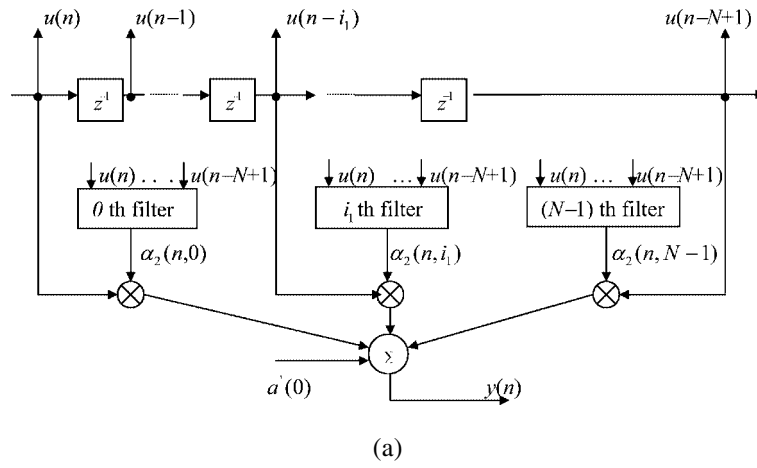 u(n) u(n−1) u(n − i₁) u(n−N+1)
z⁻¹ z⁻¹ z⁻¹
u(n) . . . u(n−N+1) u(n) ... u(n−N+1) u(n) ... u(n−N+1)
0 th filter i₁ th filter (N−1) th filter
α₂(n,0) α₂(n,i₁) α₂(n, N − 1)
Σ
a`(0) y(n)
(a)